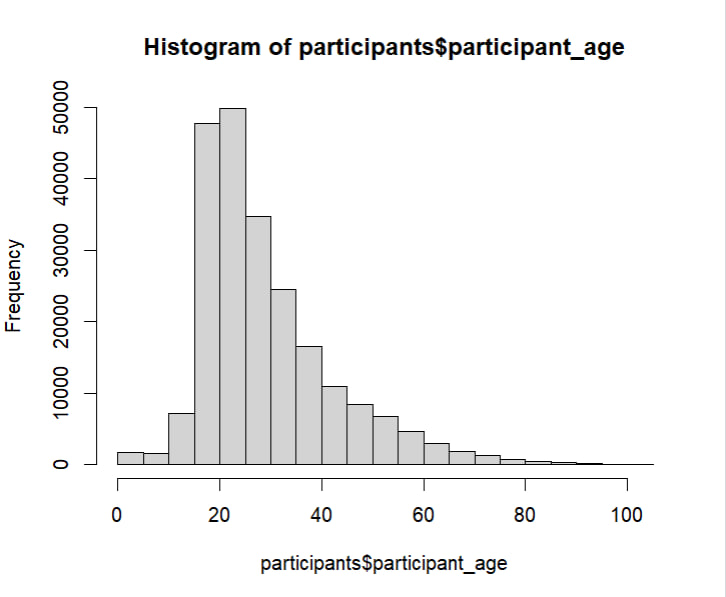 Histogram of participants$participant_age
Frequency
50000
40000
30000
20000
10000
0
0 20 40 60 80 100
participants$participant_age